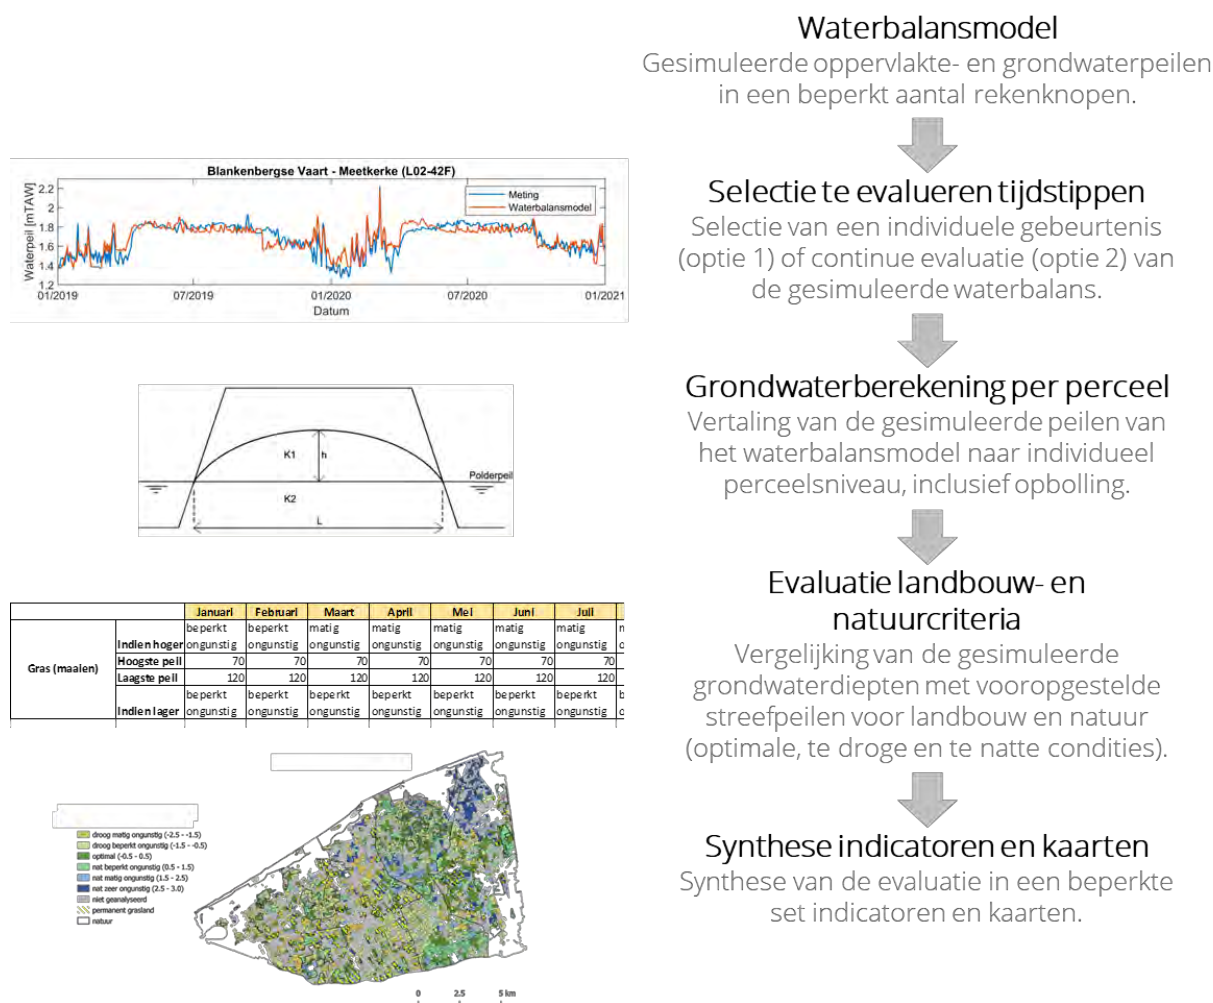 Waterbalansmodel
Gesimuleerde oppervlakte- en grondwaterpeilen
in een beperkt aantal rekenknopen.
Blankenbergse Vaart - Meetkerke (L02-42F)
Waterpeil [mTAW]
2.2
2
1.8
1.6
1.4
1.2
Meting
Waterbalansmodel
01/2019 07/2019 01/2020 07/2020 01/2021
Datum
Selectie te evalueren tijdstippen
Selectie van een individuele gebeurtenis
(optie 1) of continue evaluatie (optie 2) van
de gesimuleerde waterbalans.
K1 h
Polderpeil
K2
L
Grondwaterberekening per perceel
Vertaling van de gesimuleerde peilen van
het waterbalansmodel naar individueel
perceelsniveau, inclusief opbolling.
Januari Februari Maart April Mei Juni Juli
beperkt beperkt matig matig matig matig matig
Indien hoger ongunstig ongunstig ongunstig ongunstig ongunstig ongunstig ongunstig
Gras (maaien)
Hoogste peil 70 70 70 70 70 70 70
Laagste peil 120 120 120 120 120 120 120
beperkt beperkt beperkt beperkt beperkt beperkt beperkt
Indien lager ongunstig ongunstig ongunstig ongunstig ongunstig ongunstig ongunstig
Evaluatie landbouw- en
natuurcriteria
Vergelijking van de gesimuleerde
grondwaterdiepten met vooropgestelde
streefpeilen voor landbouw en natuur
(optimale, te droge en te natte condities).
droog matig ongunstig (-2.5 - -1.5)
droog beperkt ongunstig (-1.5 - -0.5)
optimal (-0.5 - 0.5)
nat beperkt ongunstig (0.5 - 1.5)
nat matig ongunstig (1.5 - 2.5)
nat zeer ongunstig (2.5 - 3.0)
niet geanalyseerd
permanent grasland
natuur
0 2.5 5 km
Synthese indicatoren en kaarten
Synthese van de evaluatie in een beperkte
set indicatoren en kaarten.